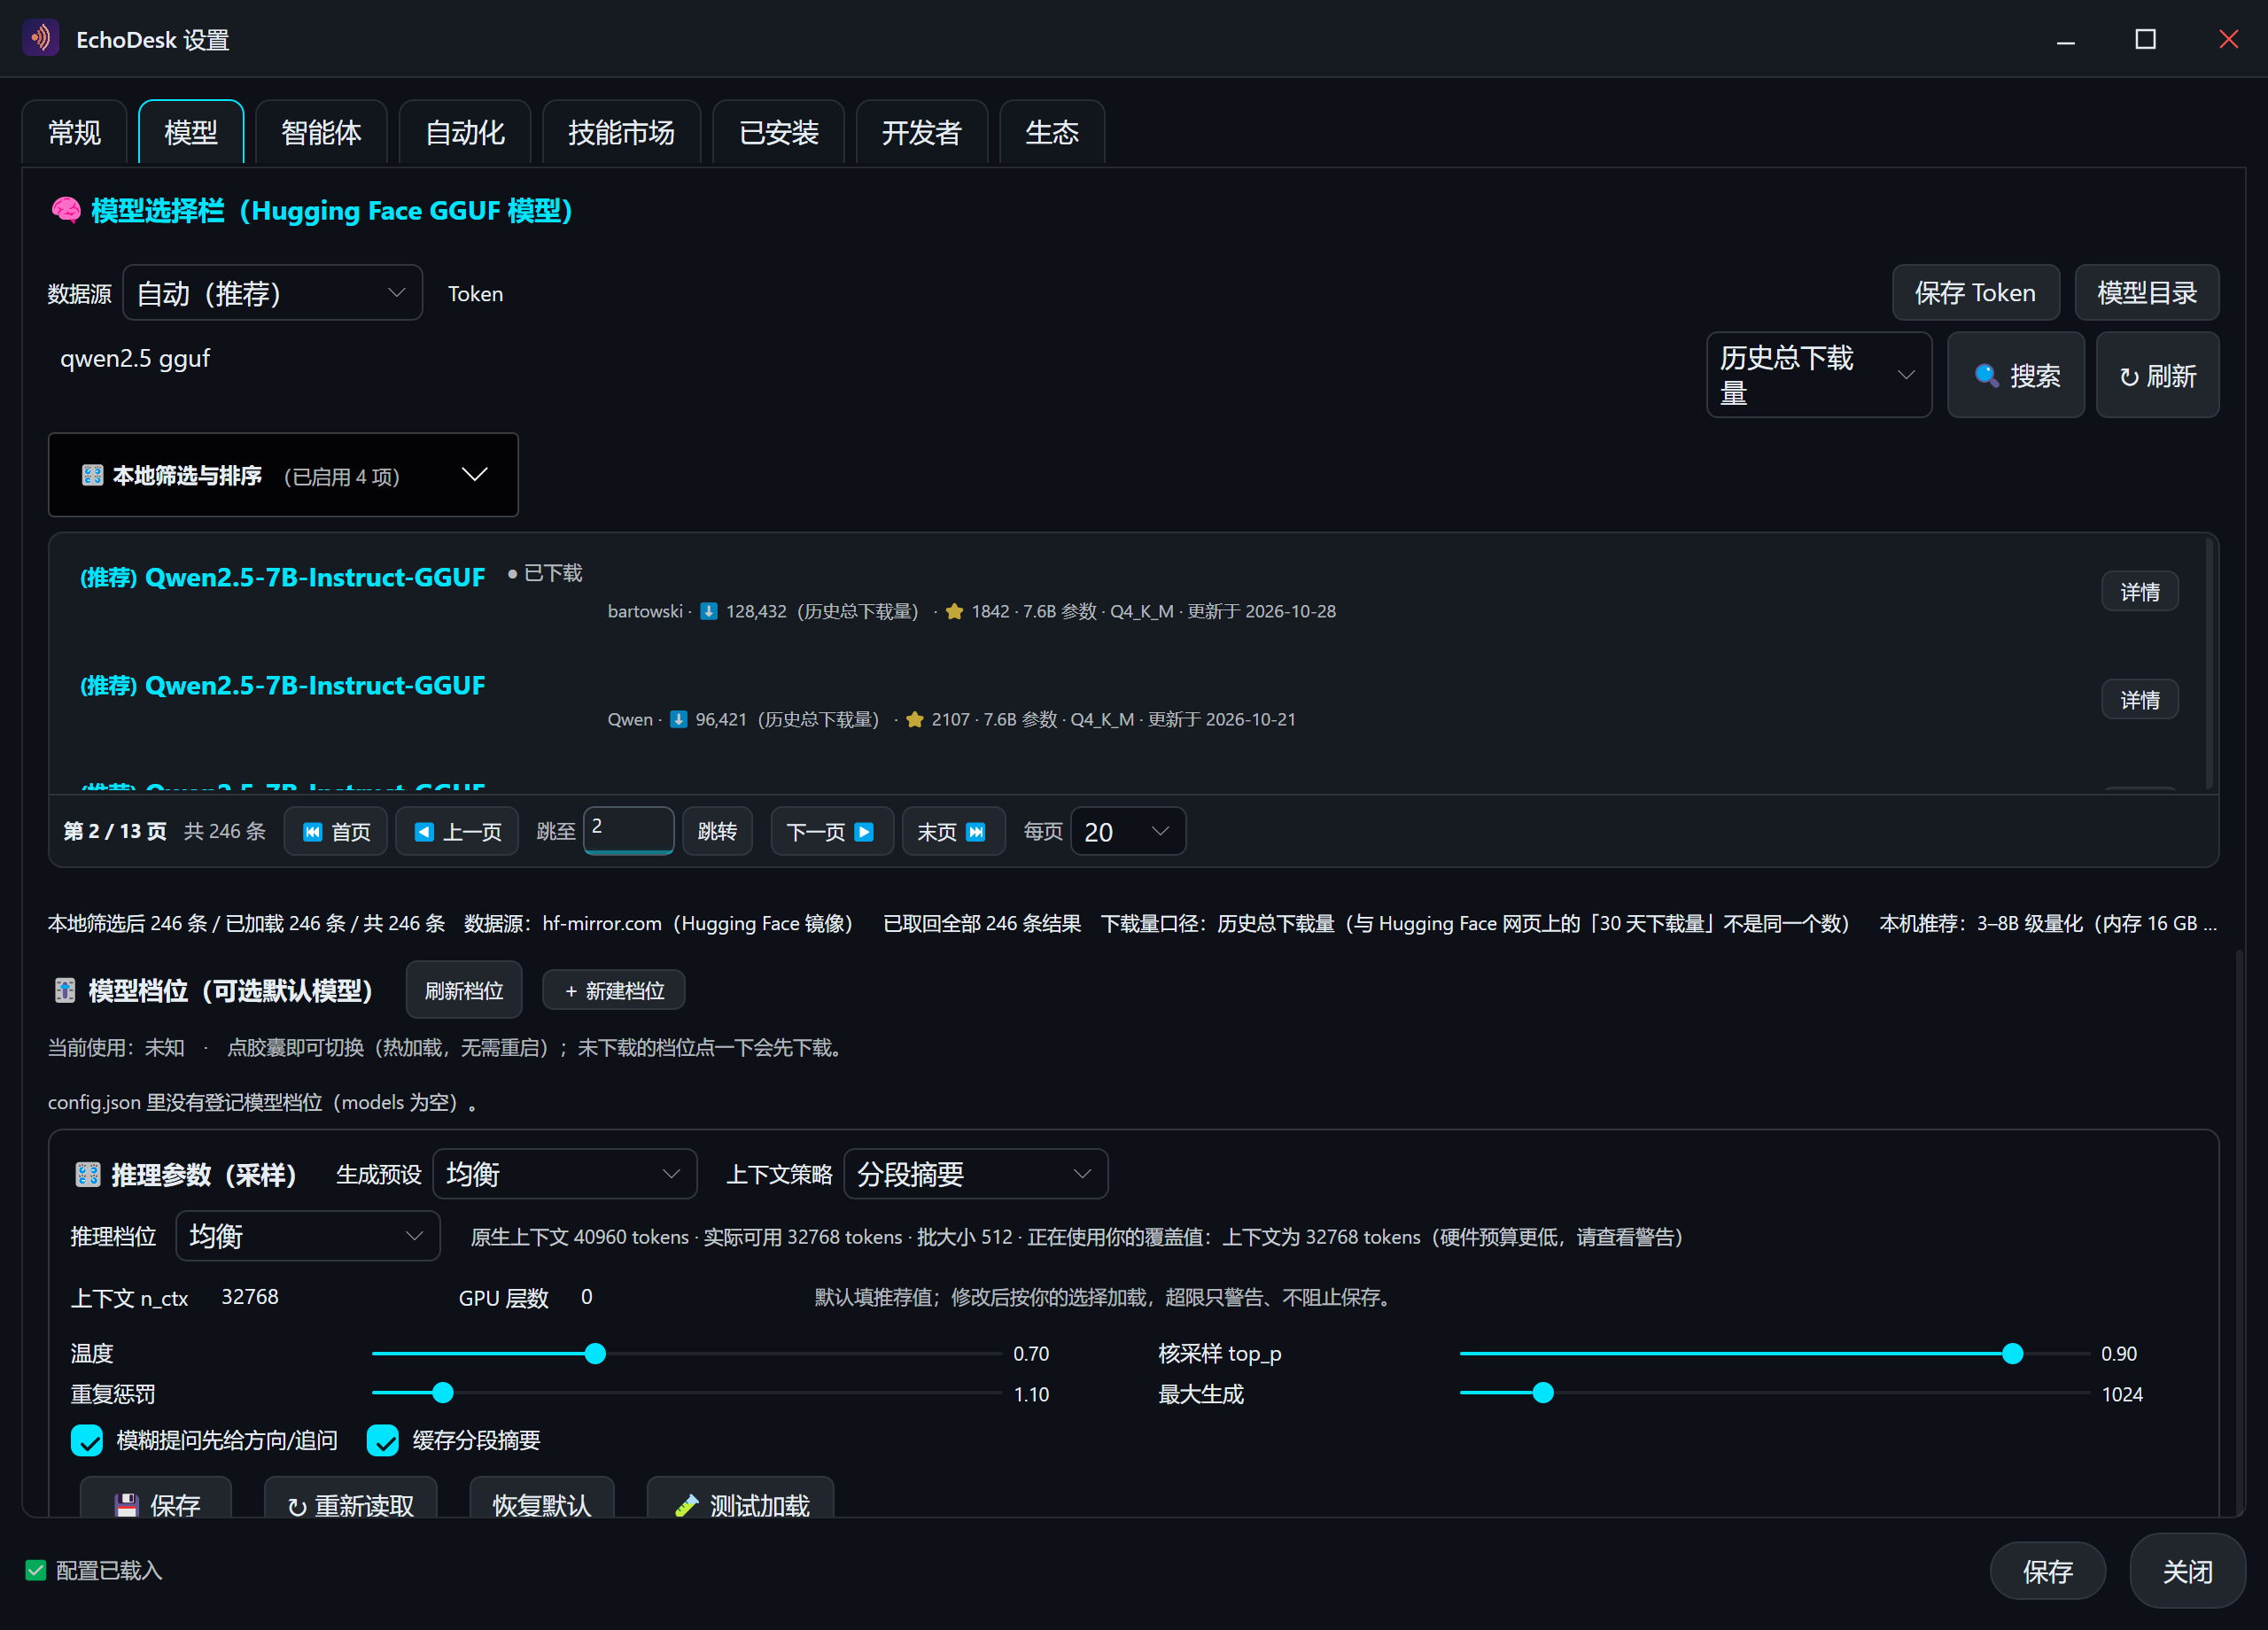 EchoDesk 设置
常规 模型 智能体 自动化 技能市场 已安装 开发者 生态
🧠 模型选择栏（Hugging Face GGUF 模型）
数据源 自动（推荐） Token 保存 Token 模型目录
qwen2.5 gguf 历史总下载量 🔍 搜索 ↻ 刷新
🎛️ 本地筛选与排序 （已启用 4 项）
(推荐) Qwen2.5-7B-Instruct-GGUF ● 已下载 详情
bartowski · ⬇️ 128,432（历史总下载量） · ⭐ 1842 · 7.6B 参数 · Q4_K_M · 更新于 2026-10-28
(推荐) Qwen2.5-7B-Instruct-GGUF 详情
Qwen · ⬇️ 96,421（历史总下载量） · ⭐ 2107 · 7.6B 参数 · Q4_K_M · 更新于 2026-10-21
(推荐) Qwen2.5-7B-Instruct-GGUF
第 2 / 13 页 共 246 条 ⏮️ 首页 ◀️ 上一页 跳至 2 跳转 下一页 ▶️ 末页 ⏭️ 每页 20
本地筛选后 246 条 / 已加载 246 条 / 共 246 条 数据源：hf-mirror.com（Hugging Face 镜像） 已取回全部 246 条结果 下载量口径：历史总下载量（与 Hugging Face 网页上的「30 天下载量」不是同一个数） 本机推荐：3–8B 级量化（内存 16 GB ...
🎚️ 模型档位（可选默认模型） 刷新档位 + 新建档位
当前使用：未知 · 点胶囊即可切换（热加载，无需重启）；未下载的档位点一下会先下载。
config.json 里没有登记模型档位（models 为空）。
🎛️ 推理参数（采样） 生成预设 均衡 上下文策略 分段摘要
推理档位 均衡 原生上下文 40960 tokens · 实际可用 32768 tokens · 批大小 512 · 正在使用你的覆盖值：上下文为 32768 tokens（硬件预算更低，请查看警告）
上下文 n_ctx 32768 GPU 层数 0 默认填推荐值；修改后按你的选择加载，超限只警告、不阻止保存。
温度 0.70 核采样 top_p 0.90
重复惩罚 1.10 最大生成 1024
模糊提问先给方向/追问 缓存分段摘要
💾 保存 ↻ 重新读取 恢复默认 🧪 测试加载
✅ 配置已载入 保存 关闭